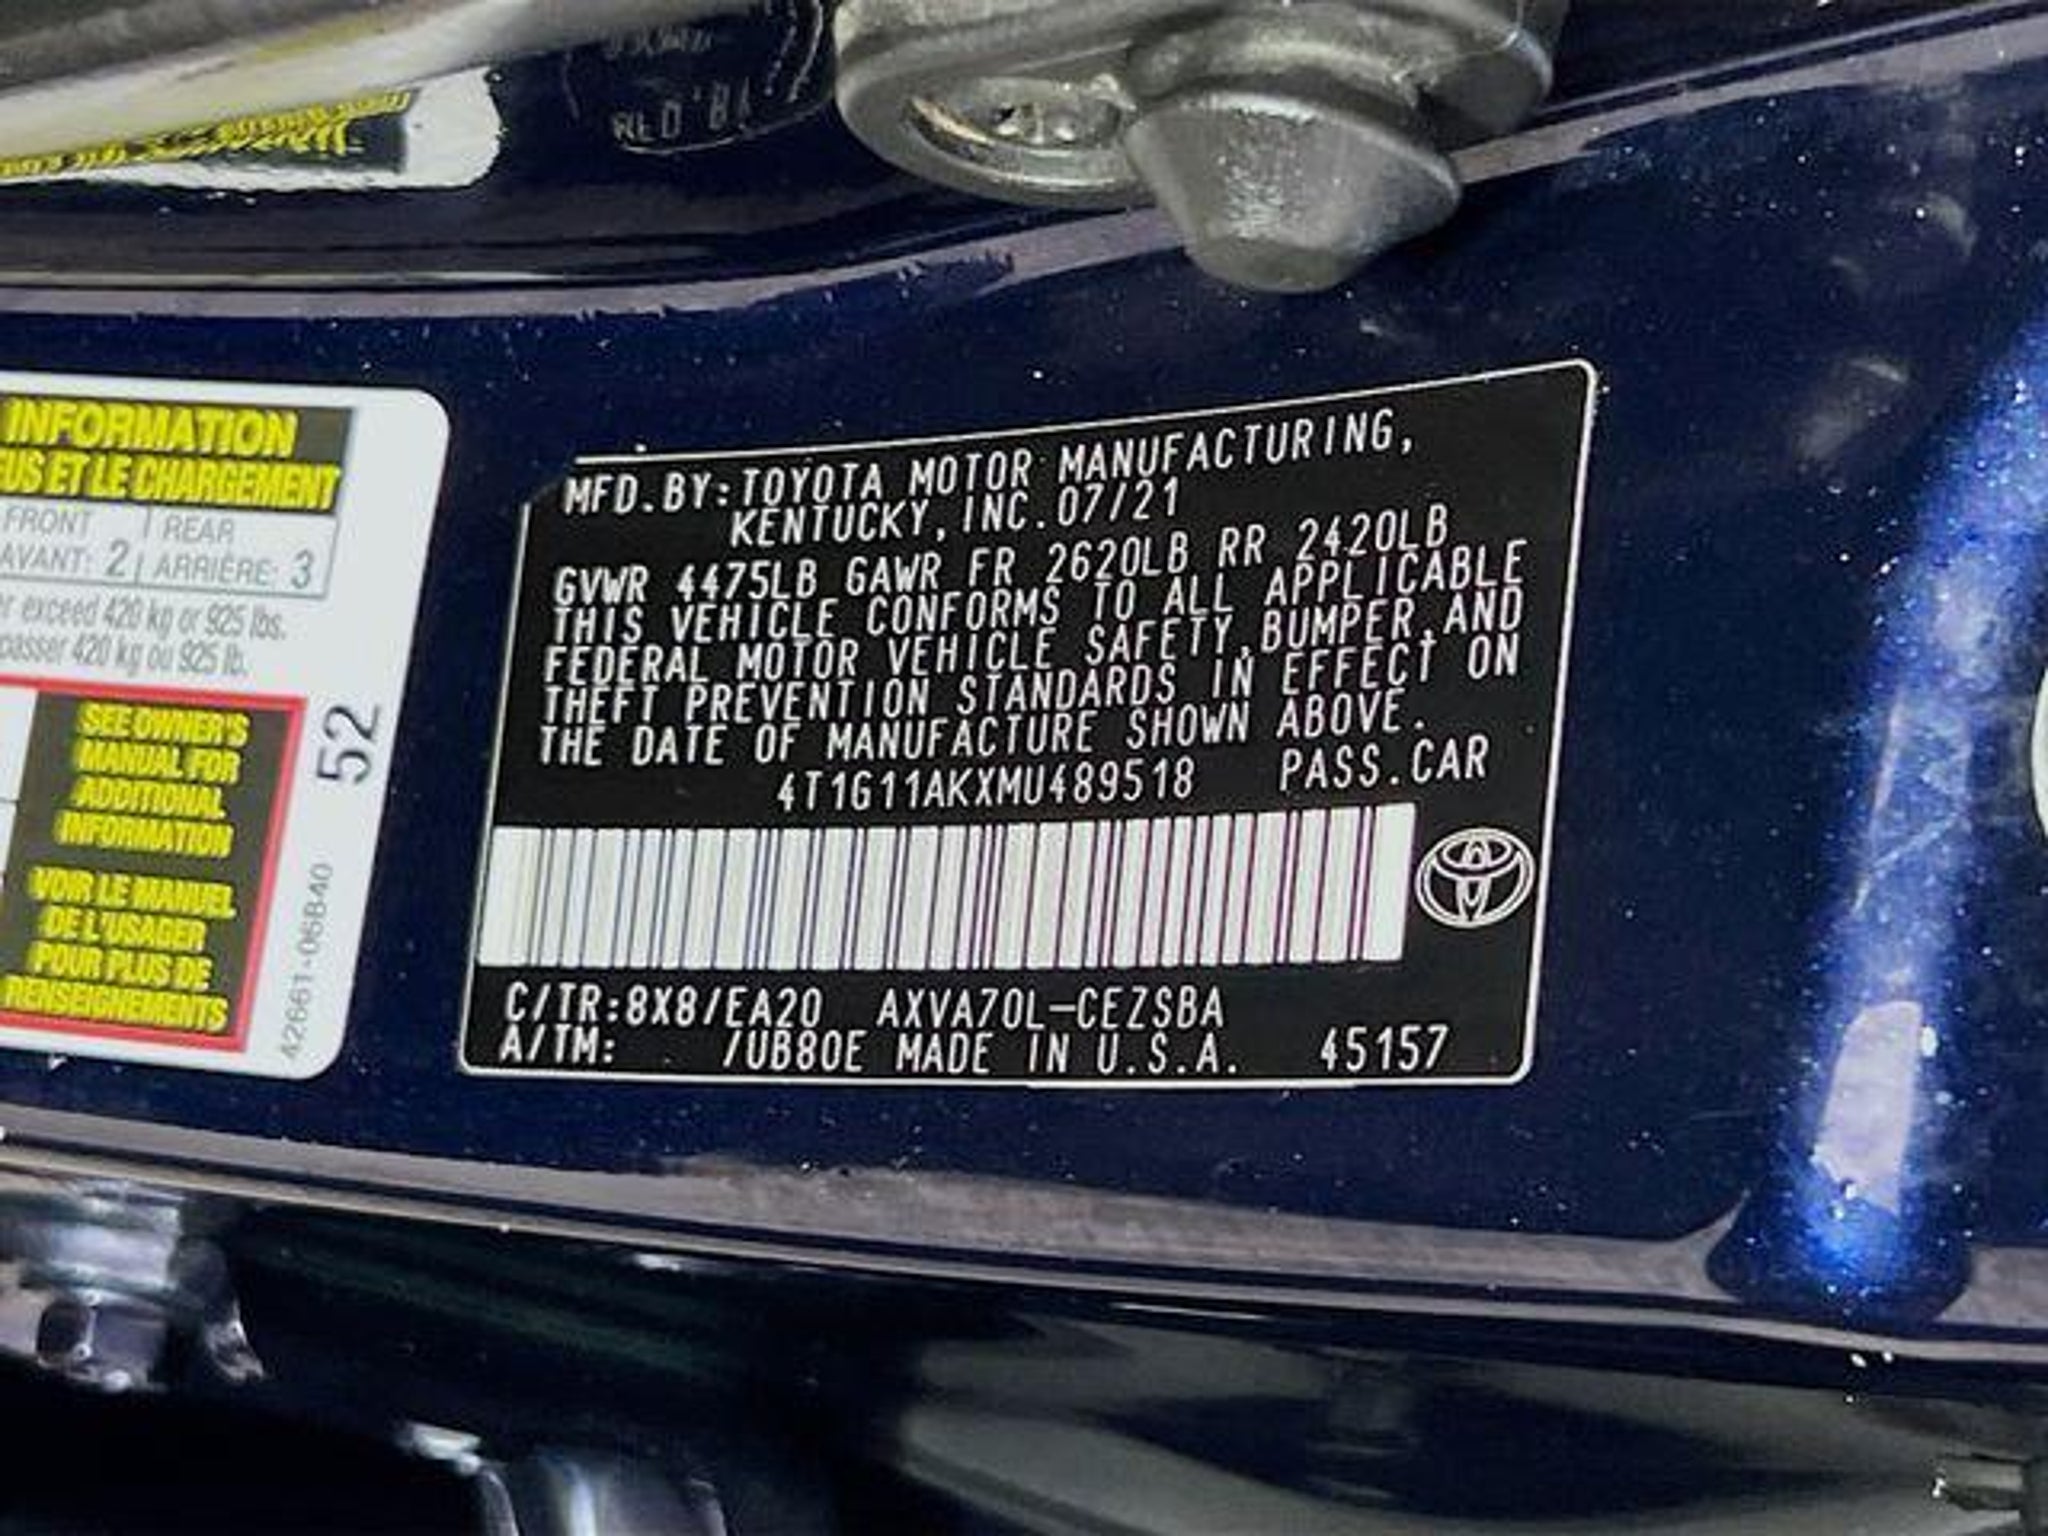 INFORMATION
EUS ET LE CHARGEMENT
FRONT | REAR
AVANT: 2 | ARRIÈRE: 3
exceed 420 kg or 925 lbs.
passer 420 kg ou 925 lb.
SEE OWNER'S
MANUAL FOR
ADDITIONAL
INFORMATION
VOIR LE MANUEL
DE L'USAGER
POUR PLUS DE
RENSEIGNEMENTS
52
42661-06B40
MFD.BY:TOYOTA MOTOR MANUFACTURING,
KENTUCKY,INC.07/21
GVWR 4475LB GAWR FR 2620LB RR 2420LB
THIS VEHICLE CONFORMS TO ALL APPLICABLE
FEDERAL MOTOR VEHICLE SAFETY,BUMPER,AND
THEFT PREVENTION STANDARDS IN EFFECT ON
THE DATE OF MANUFACTURE SHOWN ABOVE.
4T1G11AKXMU489518 PASS.CAR
C/TR:8X8/EA20 AXVA70L-CEZSBA
A/TM: /UB80E MADE IN U.S.A. 45157